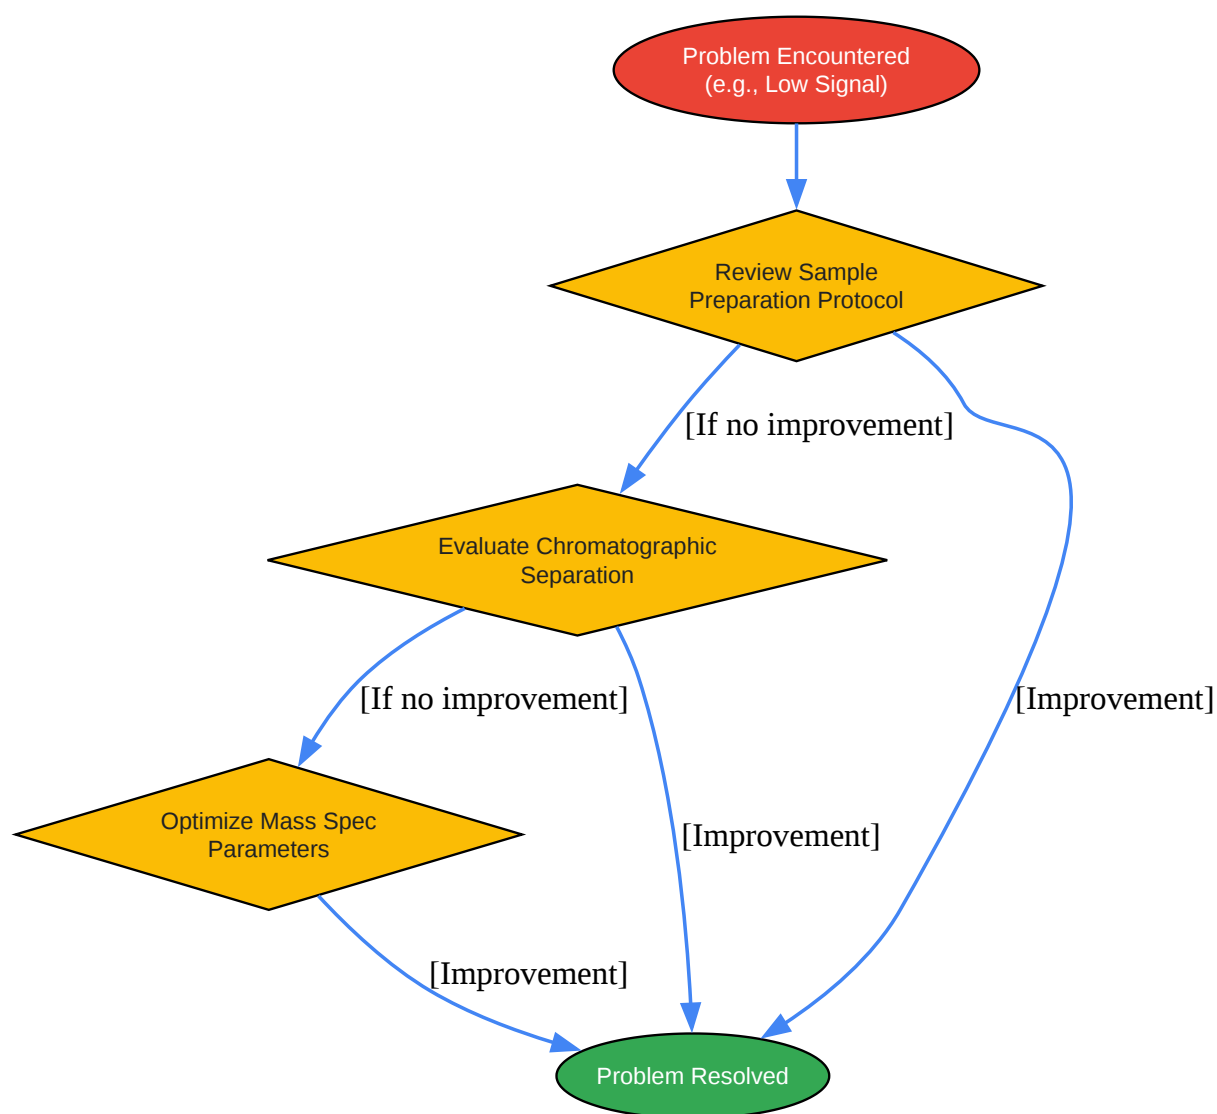 Problem Encountered
(e.g., Low Signal)
Review Sample
Preparation Protocol
[If no improvement]
Evaluate Chromatographic
Separation
[If no improvement]
[Improvement]
Optimize Mass Spec
Parameters
[Improvement]
[Improvement]
Problem Resolved